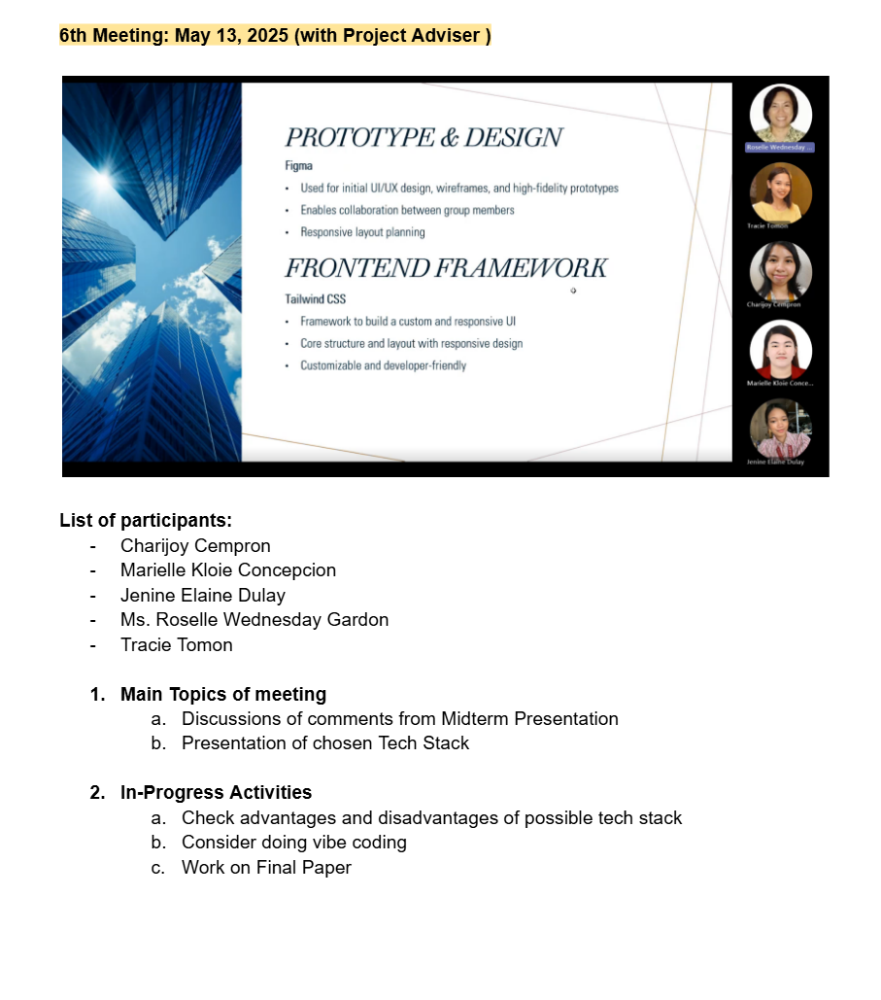 6th Meeting: May 13, 2025 (with Project Adviser )
PROTOTYPE & DESIGN
Figma
• Used for initial UI/UX design, wireframes, and high-fidelity prototypes
• Enables collaboration between group members
• Responsive layout planning
FRONTEND FRAMEWORK
Tailwind CSS
• Framework to build a custom and responsive UI
• Core structure and layout with responsive design
• Customizable and developer-friendly
Roselle Wednesday ...
Tracie Tomon
Charijoy Cempron
Marielle Kloie Conce...
Jenine Elaine Dulay
List of participants:
- Charijoy Cempron
- Marielle Kloie Concepcion
- Jenine Elaine Dulay
- Ms. Roselle Wednesday Gardon
- Tracie Tomon
1. Main Topics of meeting
a. Discussions of comments from Midterm Presentation
b. Presentation of chosen Tech Stack
2. In-Progress Activities
a. Check advantages and disadvantages of possible tech stack
b. Consider doing vibe coding
c. Work on Final Paper